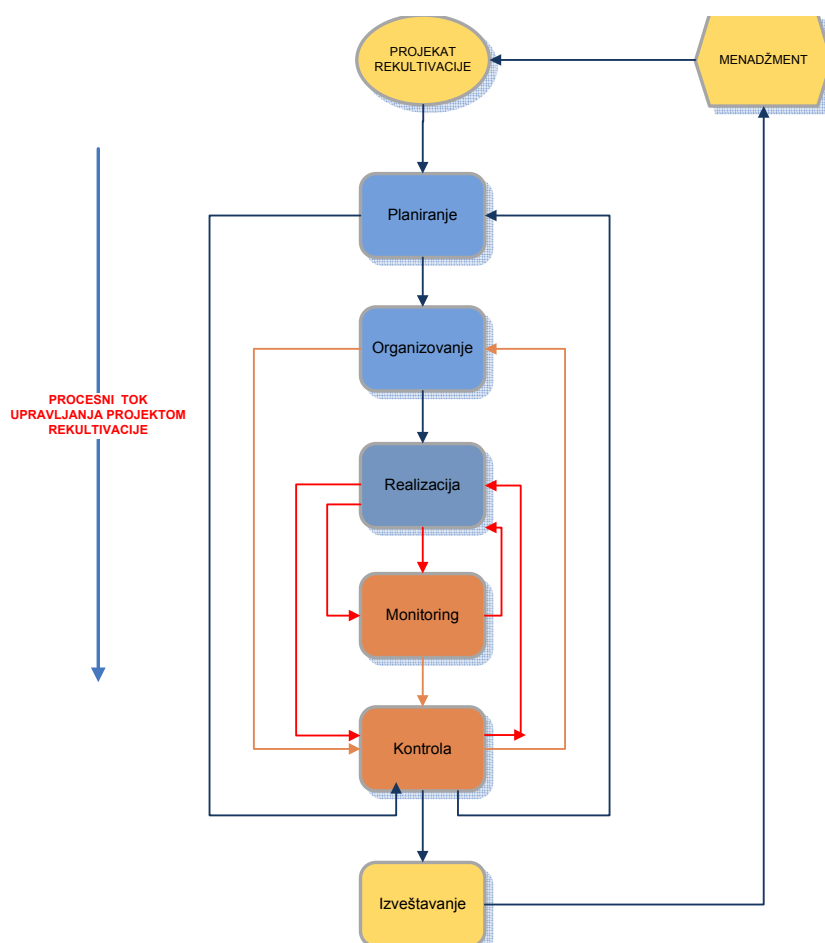 PROJEKAT
REKULTIVACIJE
MENADŽMENT
Planiranje
Organizovanje
PROCESNI TOK
UPRAVLJANJA PROJEKTOM
REKULTIVACIJE
Realizacija
Monitoring
Kontrola
Izveštavanje